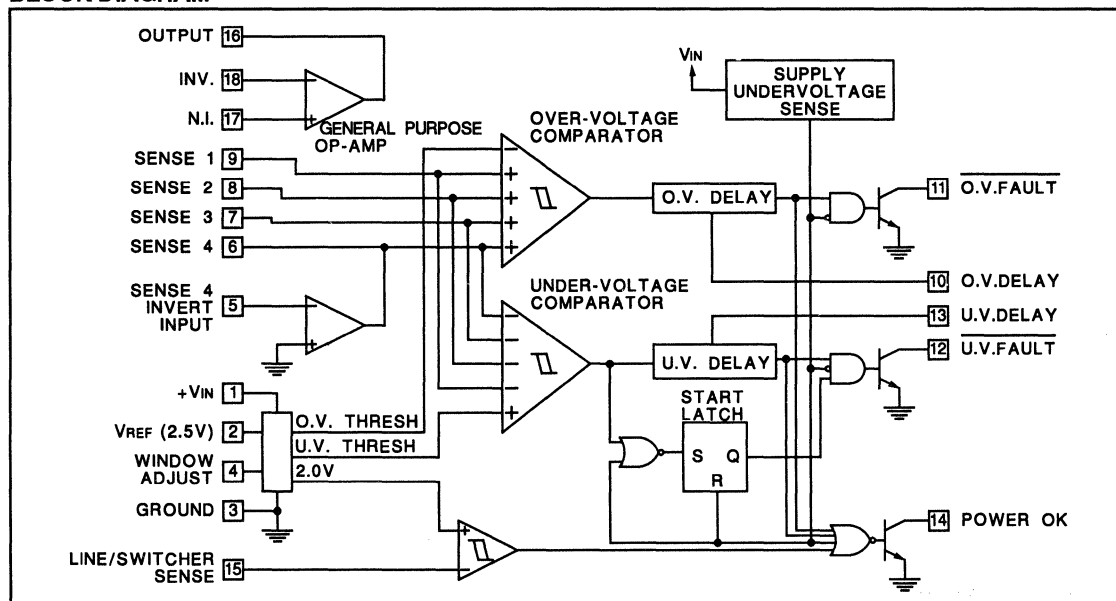 BLOCK DIAGRAM
OUTPUT 16
INV. 18
N.I. 17
GENERAL PURPOSE
OP-AMP
SENSE 1 9
SENSE 2 8
SENSE 3 7
SENSE 4 6
SENSE 4
INVERT
INPUT
5
+VIN 1
VREF (2.5V) 2
WINDOW
ADJUST
4
GROUND 3
LINE/SWITCHER
SENSE
15
O.V. THRESH
U.V. THRESH
2.0V
OVER-VOLTAGE
COMPARATOR
UNDER-VOLTAGE
COMPARATOR
VIN
SUPPLY
UNDERVOLTAGE
SENSE
O.V. DELAY
U.V. DELAY
START
LATCH
S Q
R
11 O.V.FAULT
10 O.V.DELAY
13 U.V.DELAY
12 U.V.FAULT
14 POWER OK
− + − + − + + + + − − − − + + −